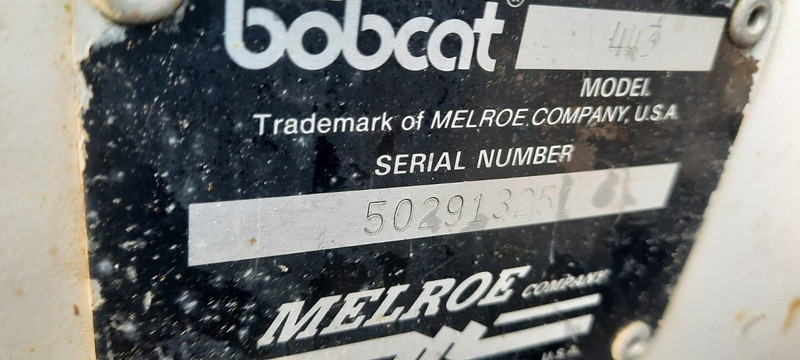 bobcat® 443
MODEL
Trademark of MELROE COMPANY, U.S.A.
SERIAL NUMBER
502913251
MELROE COMPANY
U.S.A.